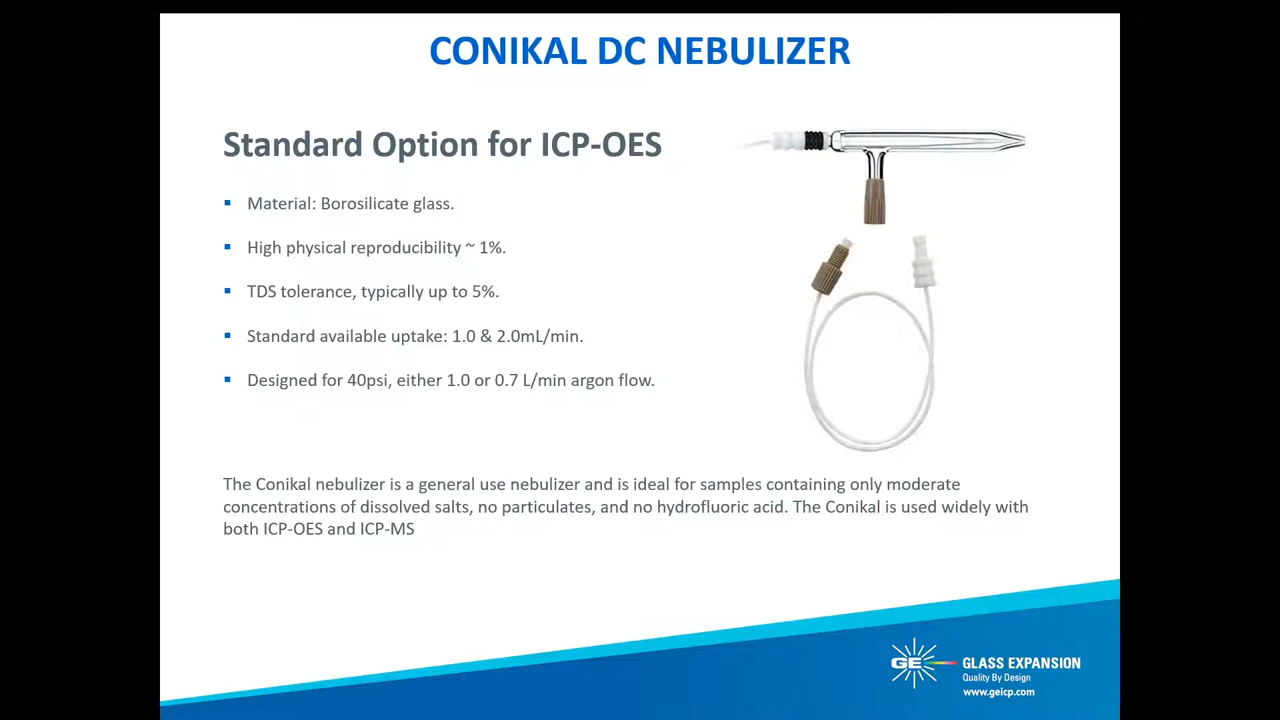 CONIKAL DC NEBULIZER
Standard Option for ICP-OES
▪ Material: Borosilicate glass.
▪ High physical reproducibility ~ 1%.
▪ TDS tolerance, typically up to 5%.
▪ Standard available uptake: 1.0 & 2.0mL/min.
▪ Designed for 40psi, either 1.0 or 0.7 L/min argon flow.
The Conikal nebulizer is a general use nebulizer and is ideal for samples containing only moderate
concentrations of dissolved salts, no particulates, and no hydrofluoric acid. The Conikal is used widely with
both ICP-OES and ICP-MS
GE
GLASS EXPANSION
Quality By Design
www.geicp.com